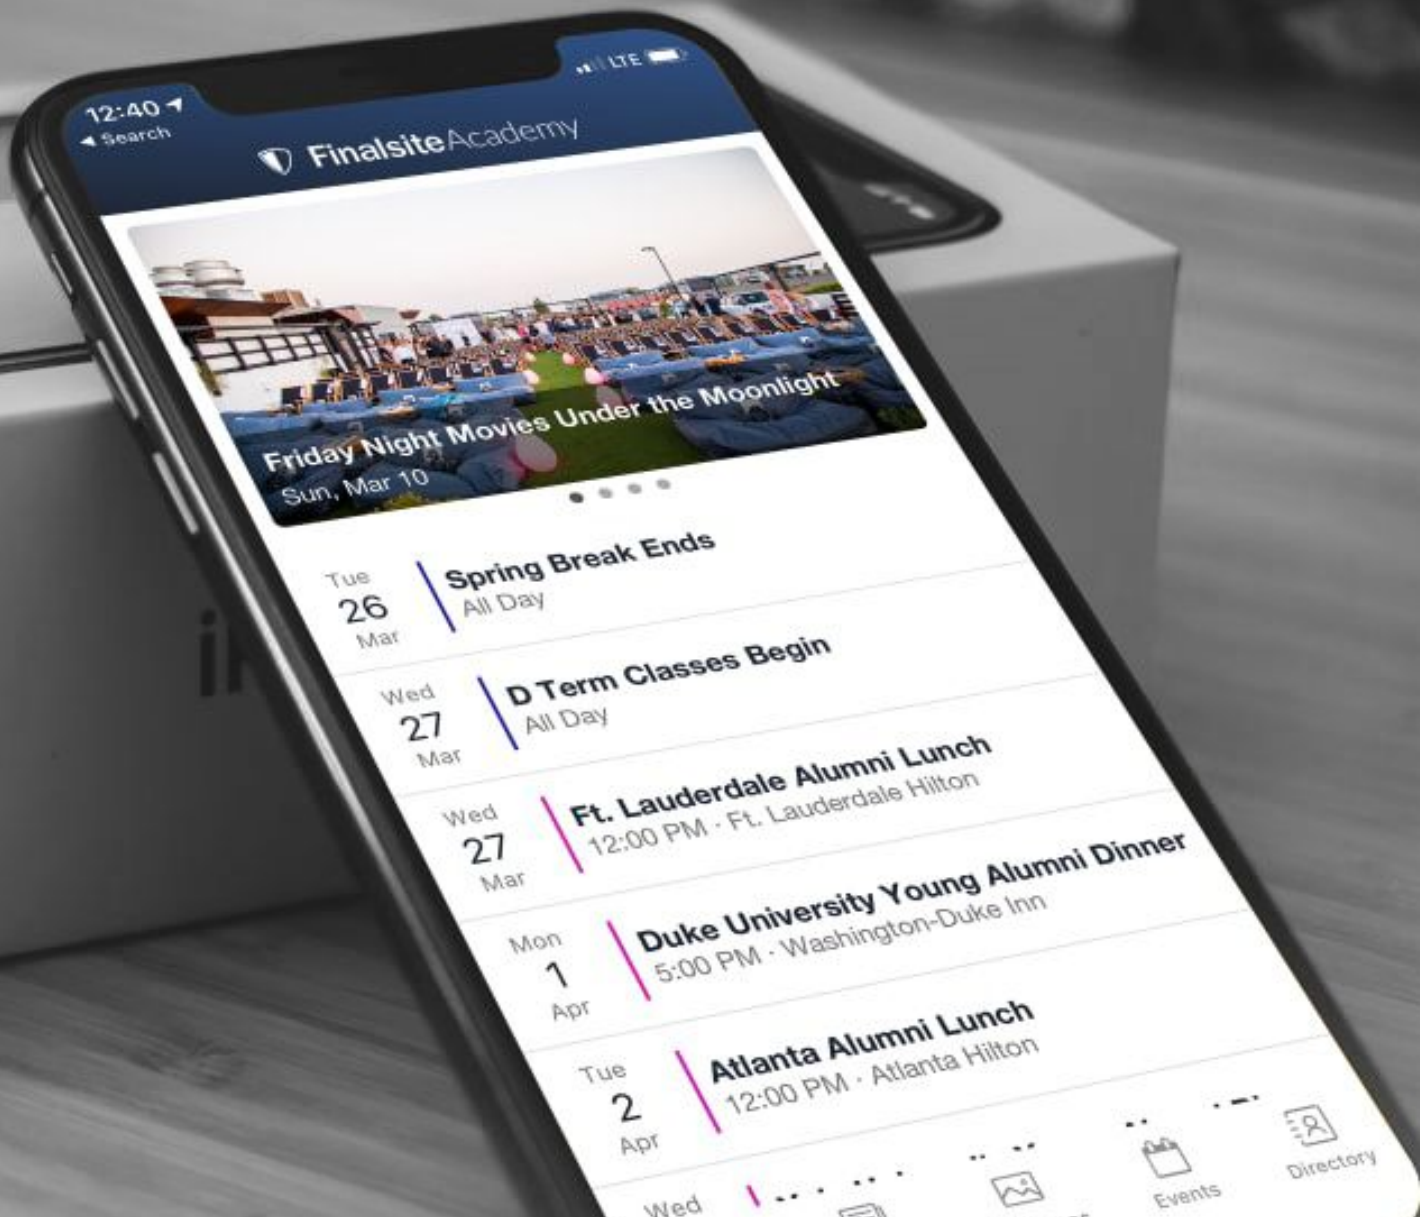 12:40
LTE
◀ Search
FinalsiteAcademy
Friday Night Movies Under the Moonlight
Sun, Mar 10
Tue
26
Mar
Spring Break Ends
All Day
Wed
27
Mar
D Term Classes Begin
All Day
Wed
27
Mar
Ft. Lauderdale Alumni Lunch
12:00 PM · Ft. Lauderdale Hilton
Mon
1
Apr
Duke University Young Alumni Dinner
5:00 PM · Washington-Duke Inn
Tue
2
Apr
Atlanta Alumni Lunch
12:00 PM · Atlanta Hilton
Wed
Events
Directory